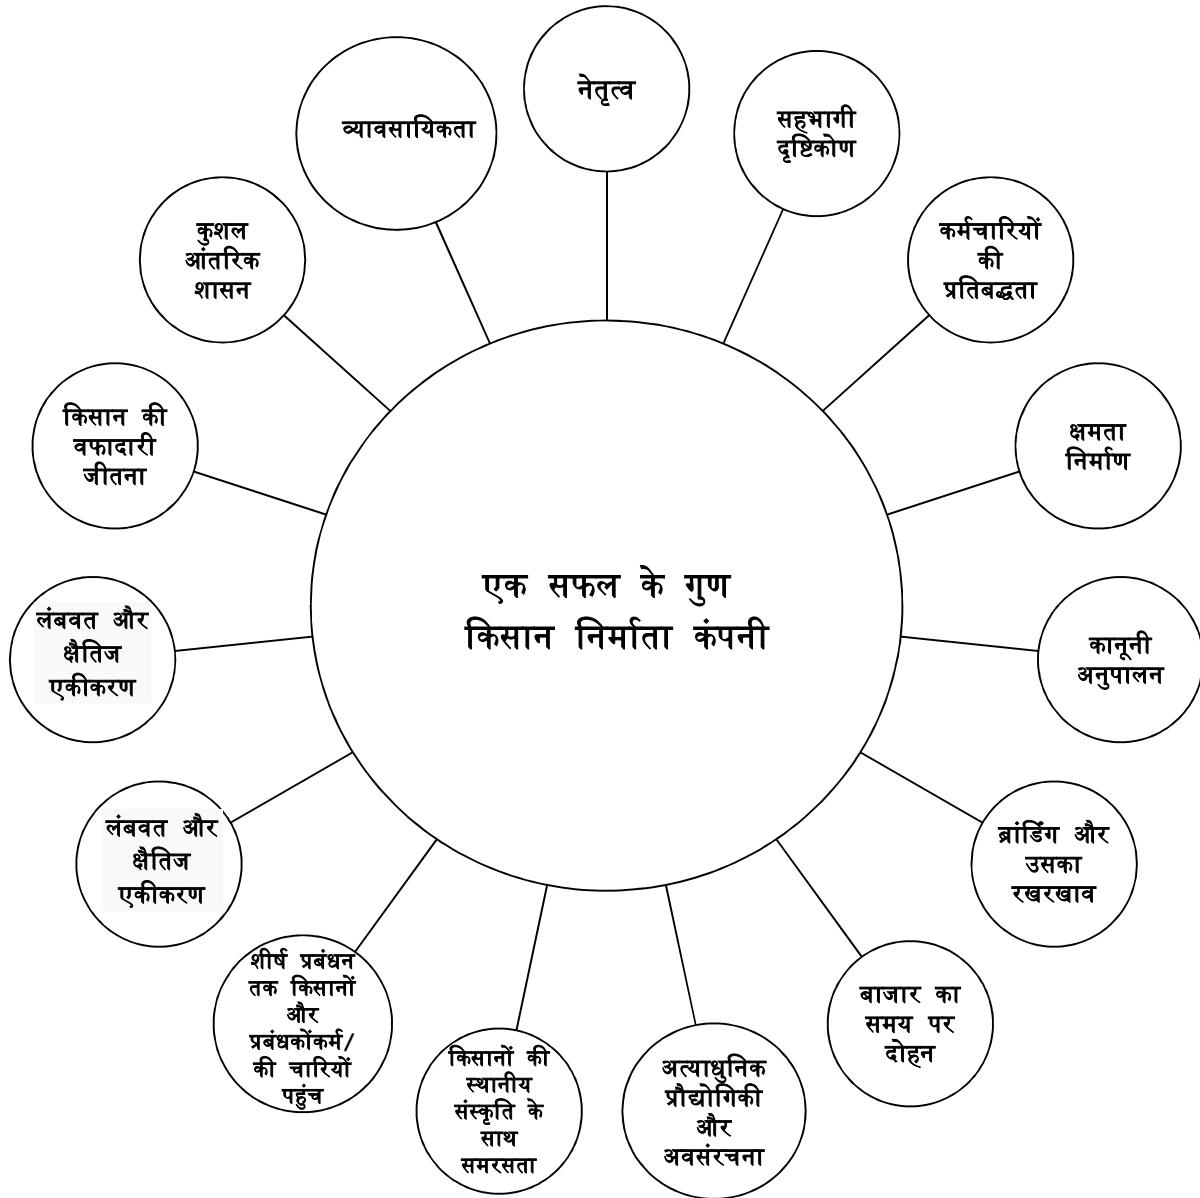 नेतृत्व
सहभागी
दृष्टिकोण
कर्मचारियों
की
प्रतिबद्धता
क्षमता
निर्माण
कानूनी
अनुपालन
ब्रांडिंग और
उसका
रखरखाव
बाजार का
समय पर
दोहन
अत्याधुनिक
प्रौद्योगिकी
और
अवसंरचना
किसानों की
स्थानीय
संस्कृति के
साथ
समरसता
शीर्ष प्रबंधन
तक किसानों
और
प्रबंधकोंकर्म/
की चारियों
पहुंच
लंबवत और
क्षैतिज
एकीकरण
लंबवत और
क्षैतिज
एकीकरण
किसान की
वफादारी
जीतना
कुशल
आंतरिक
शासन
व्यावसायिकता
एक सफल के गुण
किसान निर्माता कंपनी